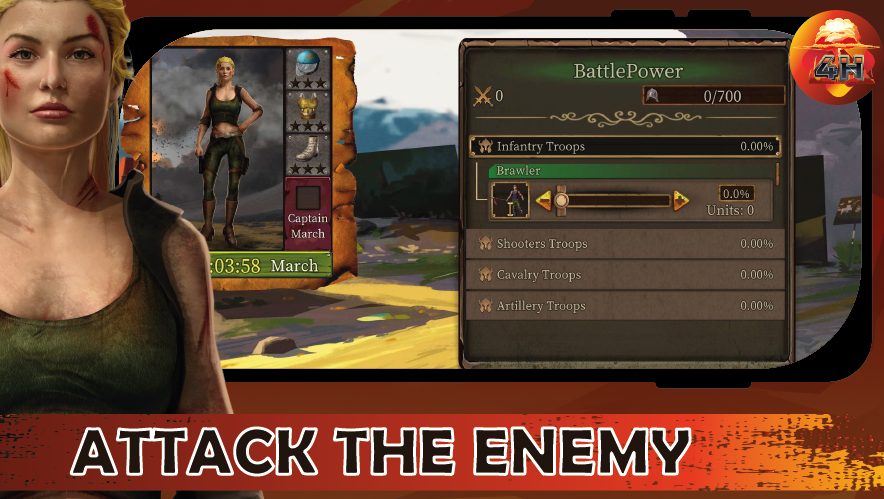 4H
BattlePower
0
0/700
Infantry Troops 0.00%
Brawler
I
0.0%
Units: 0
Shooters Troops 0.00%
Cavalry Troops 0.00%
Artillery Troops 0.00%
Captain
March
:03:58 March
ATTACK THE ENEMY